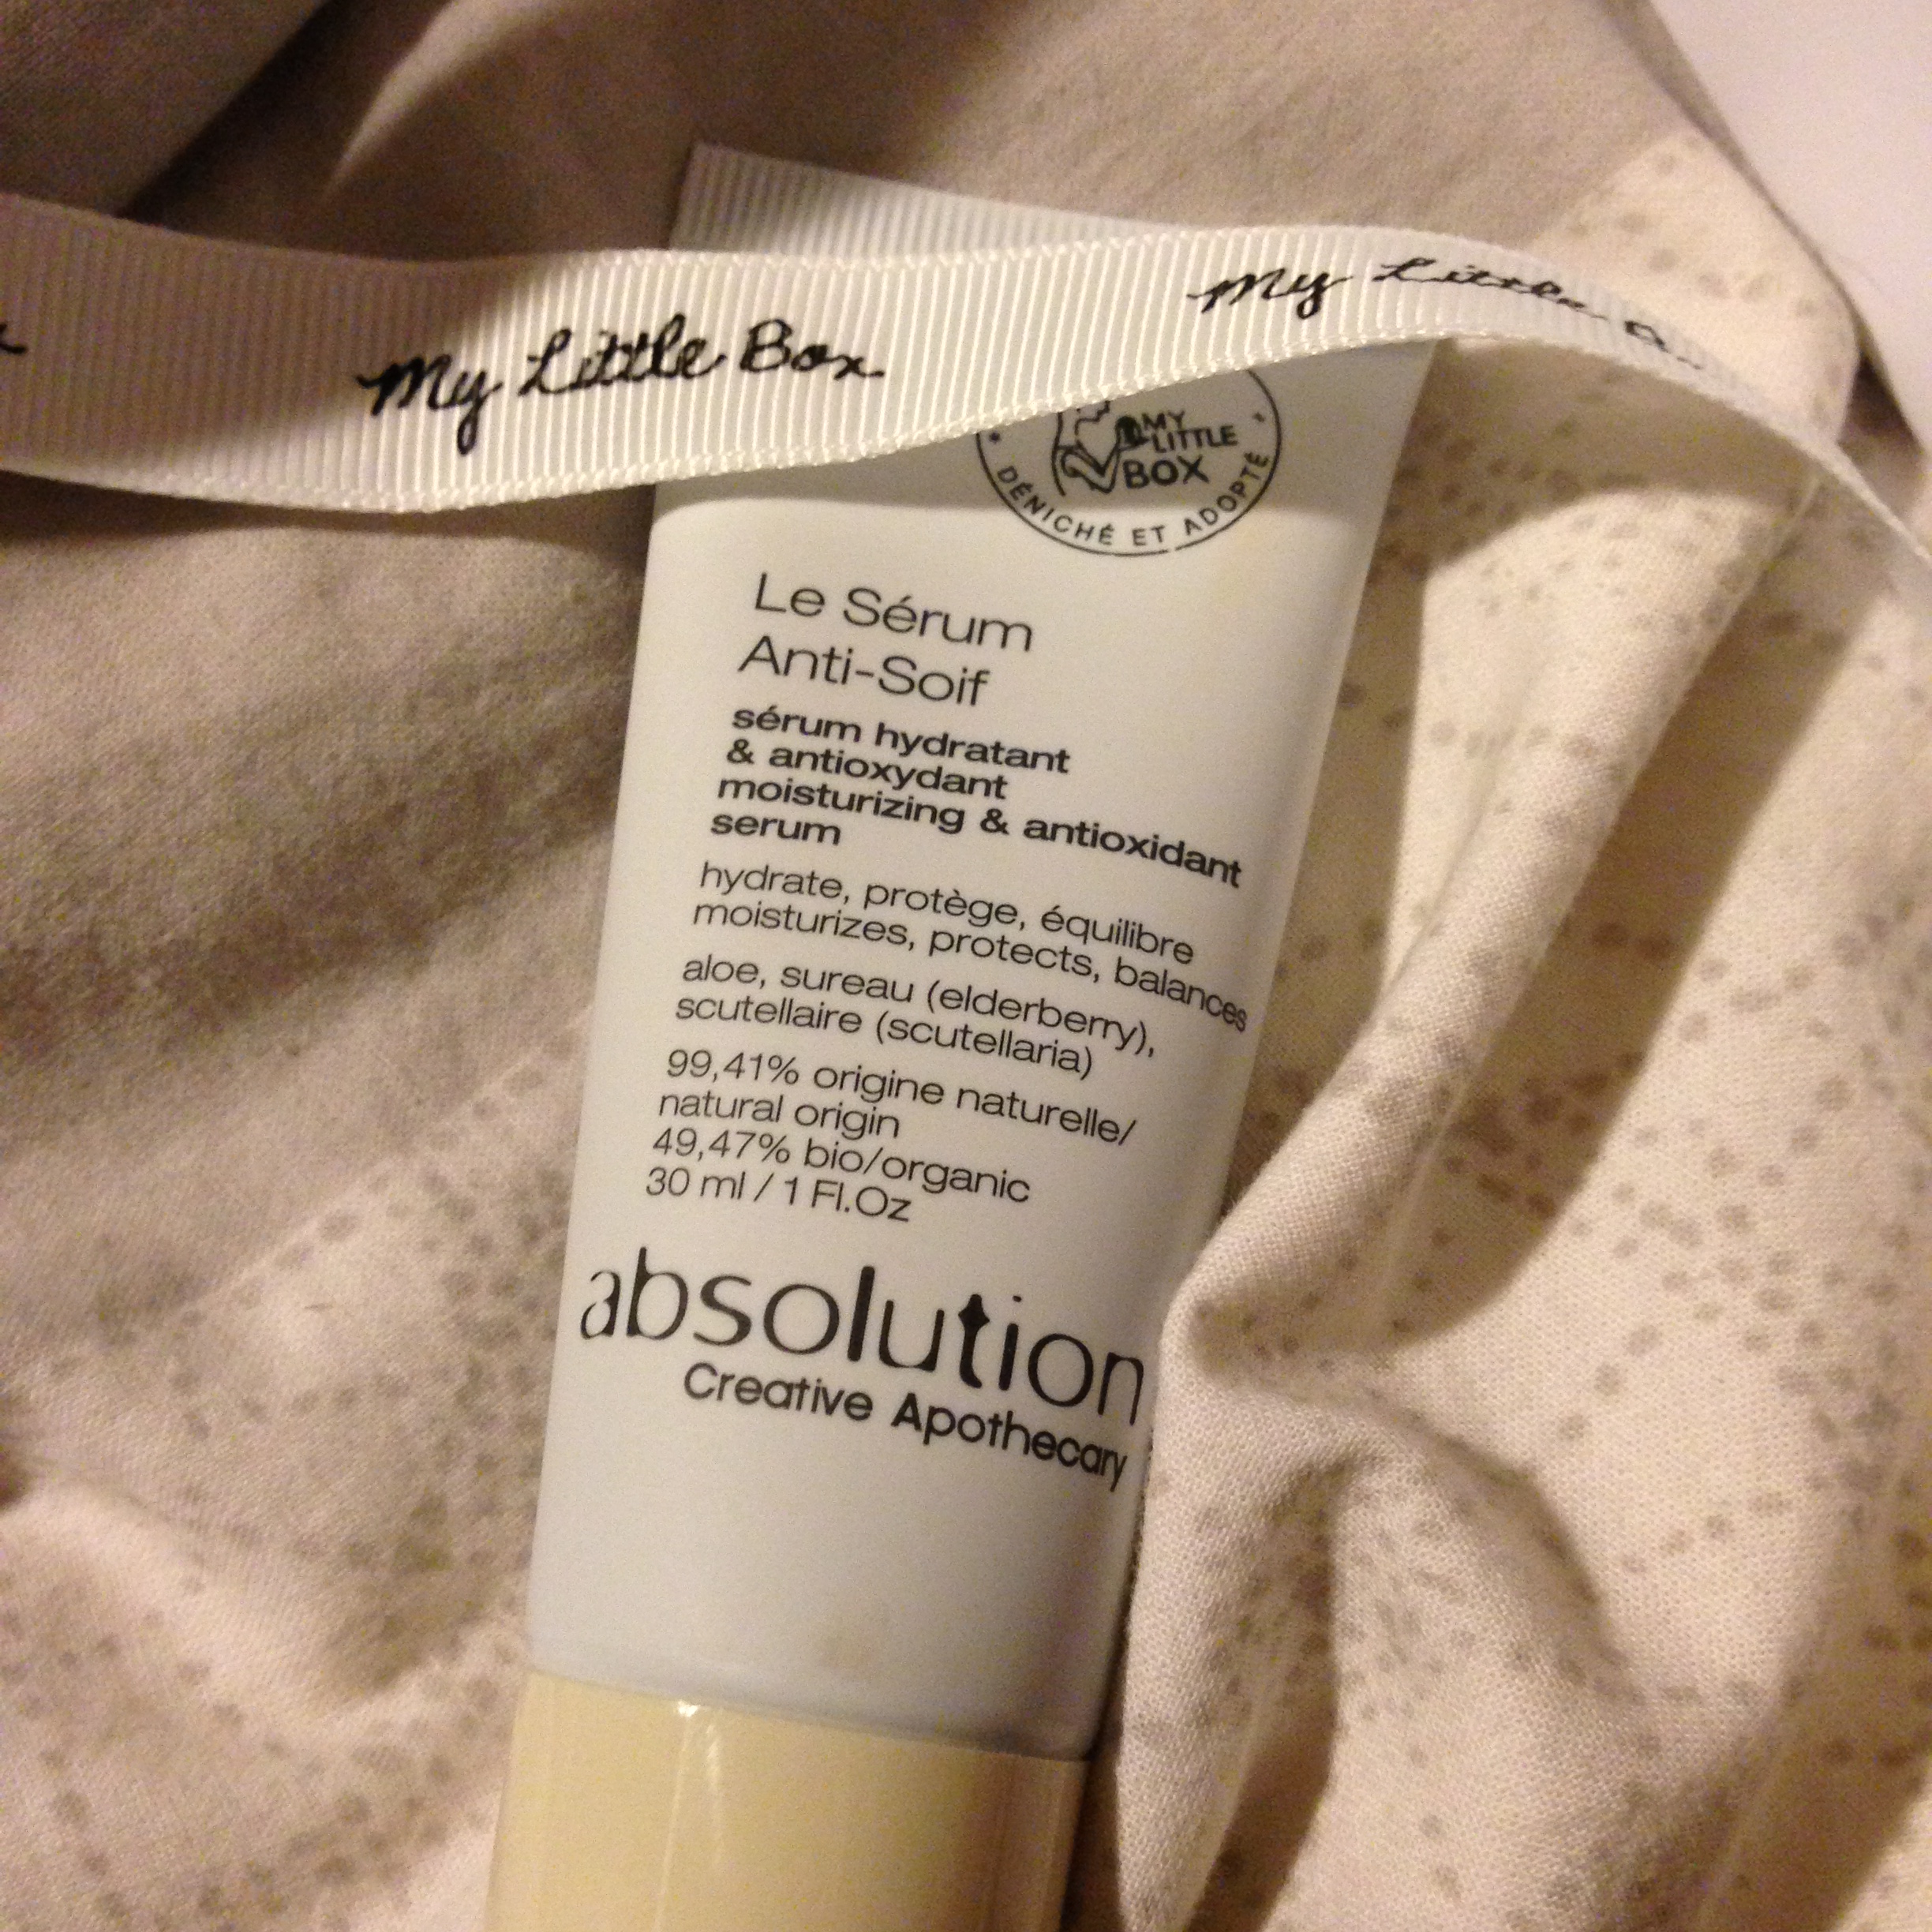 My Little Box
My Little
MY
LITTLE
BOX
DÉNICHÉ ET ADOPTÉ
Le Sérum
Anti-Soif
sérum hydratant
& antioxydant
moisturizing & antioxidant
serum
hydrate, protège, équilibre
moisturizes, protects, balances
aloe, sureau (elderberry),
scutellaire (scutellaria)
99,41% origine naturelle/
natural origin
49,47% bio/organic
30 ml / 1 Fl.Oz
absolution
Creative Apothecary